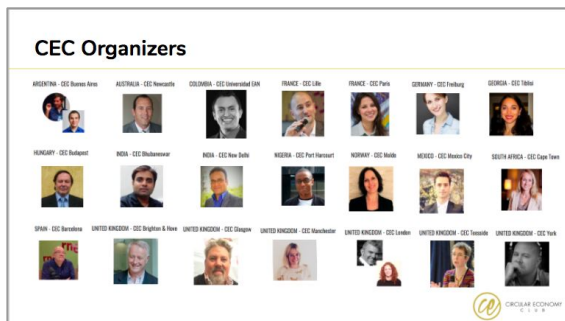 CEC Organizers
ARGENTINA - CEC Buenos Aires
AUSTRALIA - CEC Newcastle
COLOMBIA - CEC Universidad EAN
FRANCE - CEC Lille
FRANCE - CEC Paris
GERMANY - CEC Freiburg
GEORGIA - CEC Tbilisi
HUNGARY - CEC Budapest
INDIA - CEC Bhubaneswar
INDIA - CEC New Delhi
NIGERIA - CEC Port Harcourt
NORWAY - CEC Molde
MEXICO - CEC Mexico City
SOUTH AFRICA - CEC Cape Town
SPAIN - CEC Barcelona
UNITED KINGDOM - CEC Brighton & Hove
UNITED KINGDOM - CEC Glasgow
UNITED KINGDOM - CEC Manchester
UNITED KINGDOM - CEC London
UNITED KINGDOM - CEC Teesside
UNITED KINGDOM - CEC York
ce
CIRCULAR ECONOMY
CLUB